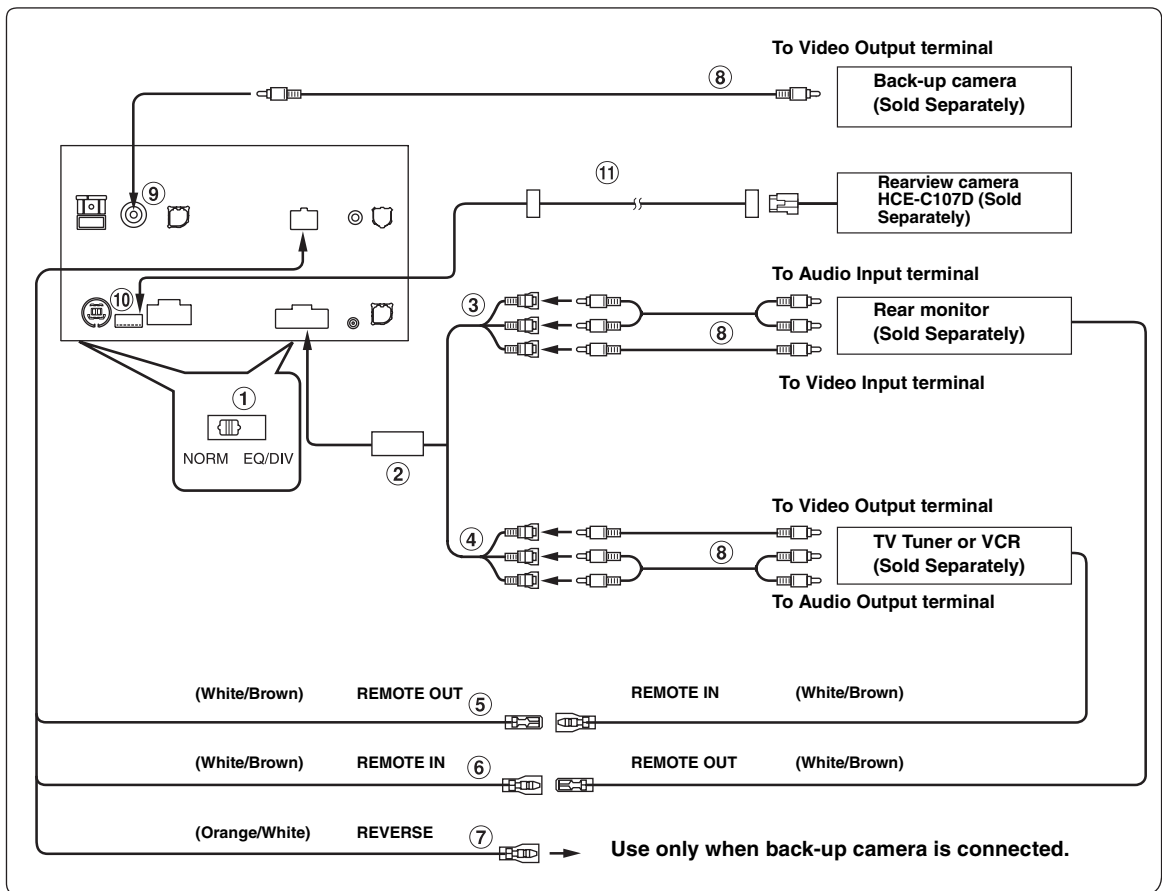 To Video Output terminal
⑧
Back-up camera
(Sold Separately)
⑨
⑪
Rearview camera
HCE-C107D (Sold
Separately)
To Audio Input terminal
⑩
③
Rear monitor
(Sold Separately)
⑧
To Video Input terminal
①
NORM EQ/DIV
②
To Video Output terminal
④
⑧
TV Tuner or VCR
(Sold Separately)
To Audio Output terminal
(White/Brown) REMOTE OUT ⑤ REMOTE IN (White/Brown)
(White/Brown) REMOTE IN ⑥ REMOTE OUT (White/Brown)
(Orange/White) REVERSE ⑦
Use only when back-up camera is connected.